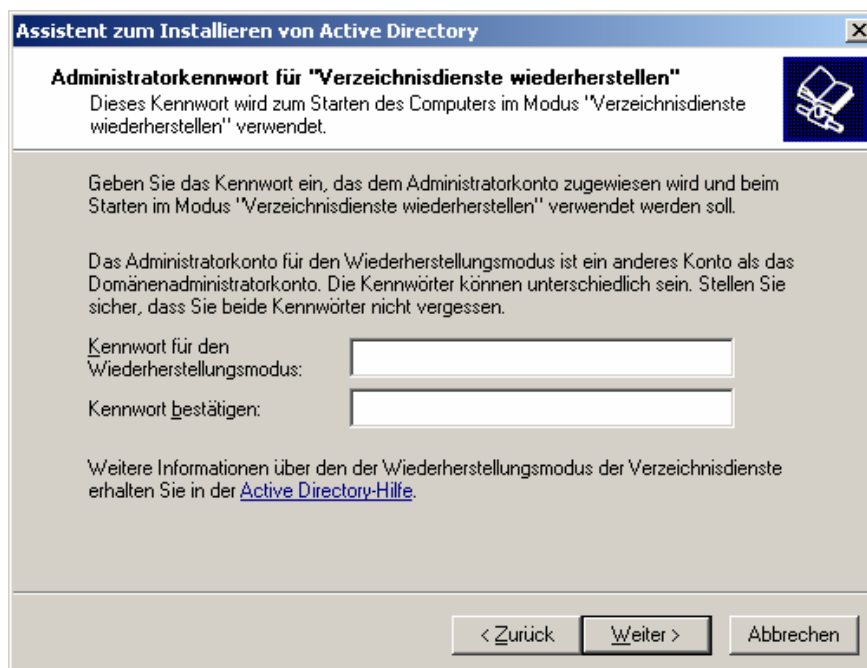 Assistent zum Installieren von Active Directory
Administratorkennwort für "Verzeichnisdienste wiederherstellen"
Dieses Kennwort wird zum Starten des Computers im Modus "Verzeichnisdienste
wiederherstellen" verwendet.
Geben Sie das Kennwort ein, das dem Administratorkonto zugewiesen wird und beim
Starten im Modus "Verzeichnisdienste wiederherstellen" verwendet werden soll.
Das Administratorkonto für den Wiederherstellungsmodus ist ein anderes Konto als das
Domänenadministratorkonto. Die Kennwörter können unterschiedlich sein. Stellen Sie
sicher, dass Sie beide Kennwörter nicht vergessen.
Kennwort für den
Wiederherstellungsmodus:
Kennwort bestätigen:
Weitere Informationen über den der Wiederherstellungsmodus der Verzeichnisdienste
erhalten Sie in der Active Directory-Hilfe.
< Zurück Weiter > Abbrechen